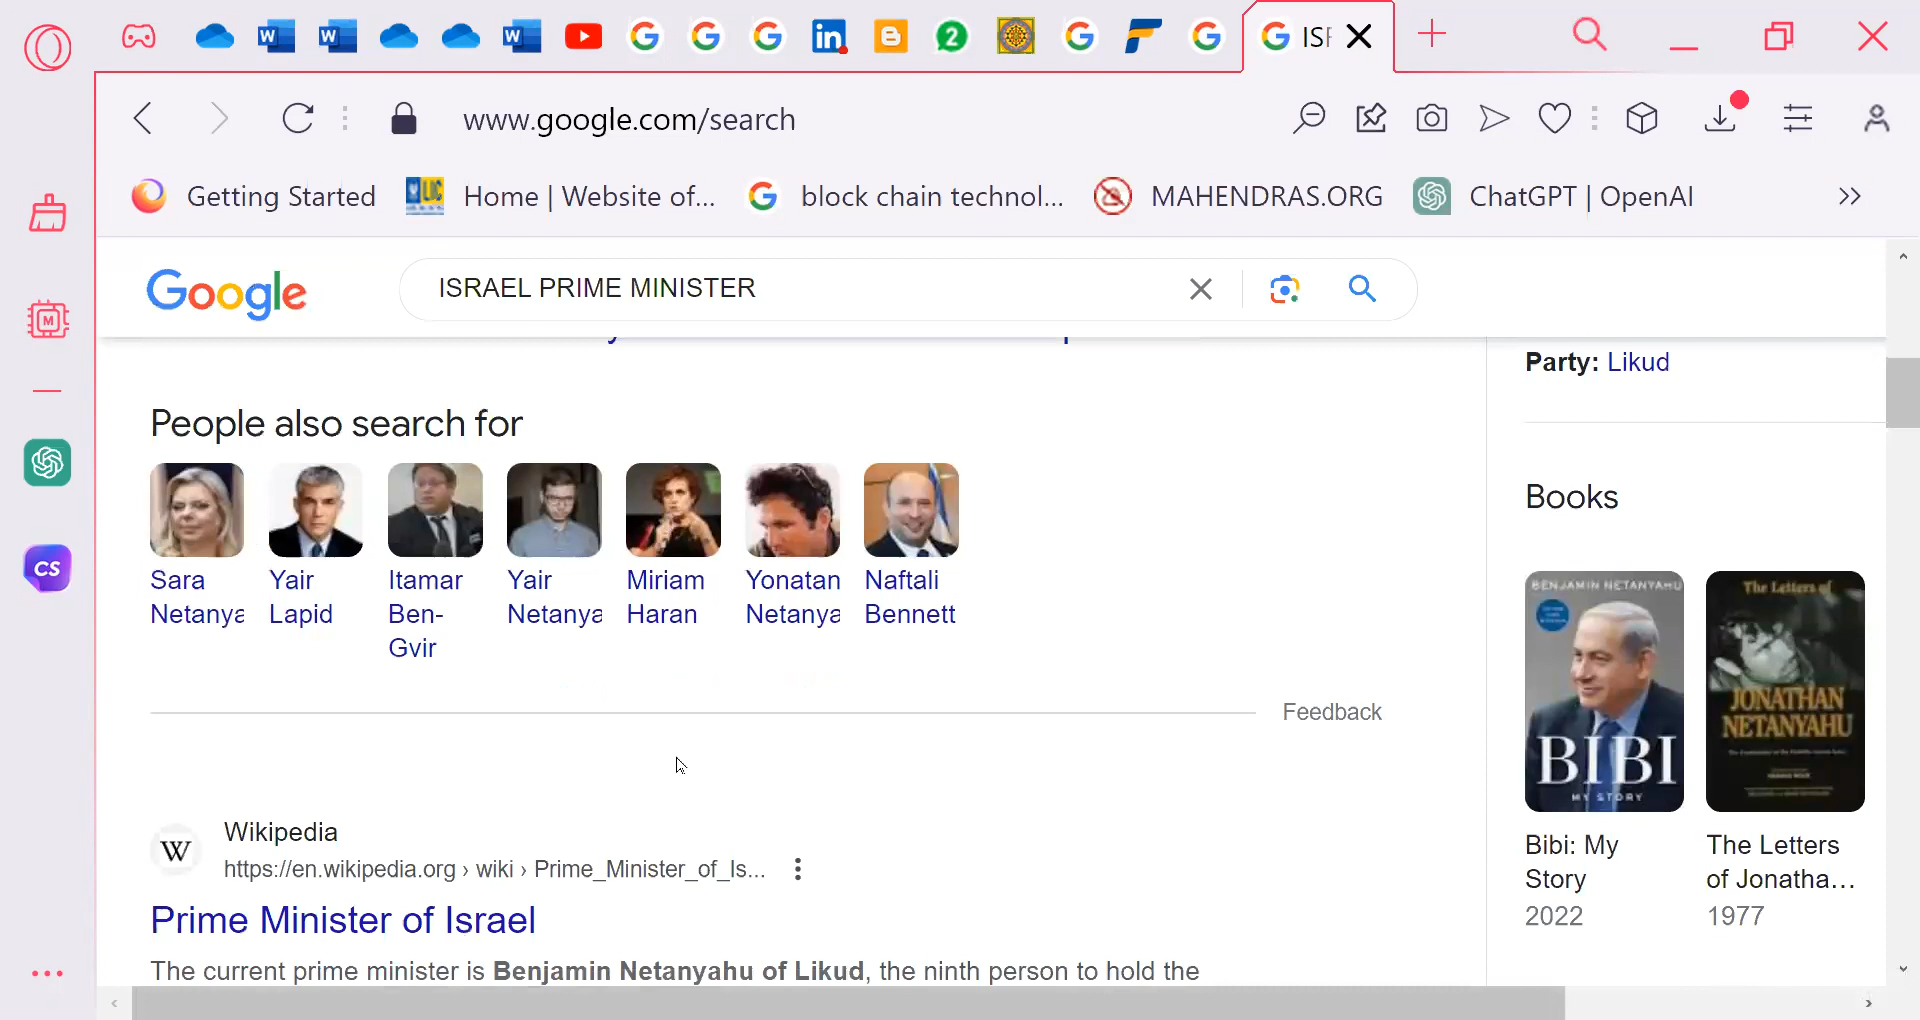 ISF
www.google.com/search
Getting Started
Home | Website of...
block chain technol...
MAHENDRAS.ORG
ChatGPT | OpenAI
Google
ISRAEL PRIME MINISTER
Party: Likud
People also search for
Sara
Netanya
Yair
Lapid
Itamar
Ben-
Gvir
Yair
Netanya
Miriam
Haran
Yonatan
Netanya
Naftali
Bennett
Feedback
Wikipedia
https://en.wikipedia.org › wiki › Prime_Minister_of_Is...
Prime Minister of Israel
The current prime minister is Benjamin Netanyahu of Likud, the ninth person to hold the
Books
BENJAMIN NETANYAHU
BIBI
MY STORY
The Letters of
JONATHAN
NETANYAHU
Bibi: My
Story
2022
The Letters
of Jonatha...
1977
M
CS
W
W
W
in
2
W